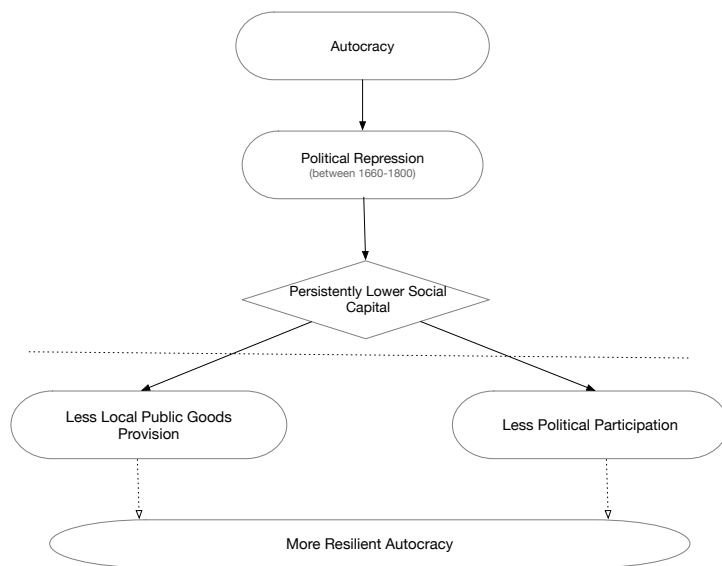 Autocracy
Political Repression
(between 1660-1800)
Persistently Lower Social
Capital
Less Local Public Goods
Provision
Less Political Participation
More Resilient Autocracy